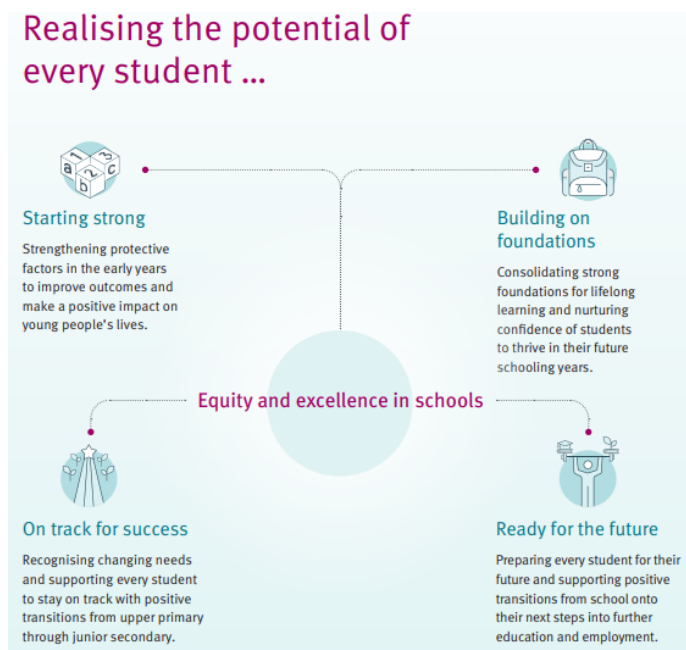 Realising the potential of
every student ...
Starting strong
Strengthening protective
factors in the early years
to improve outcomes and
make a positive impact on
young people's lives.
Building on
foundations
Consolidating strong
foundations for lifelong
learning and nurturing
confidence of students
to thrive in their future
schooling years.
Equity and excellence in schools
On track for success
Recognising changing needs
and supporting every student
to stay on track with positive
transitions from upper primary
through junior secondary.
Ready for the future
Preparing every student for their
future and supporting positive
transitions from school onto
their next steps into further
education and employment.
a
1
3
c
2
b